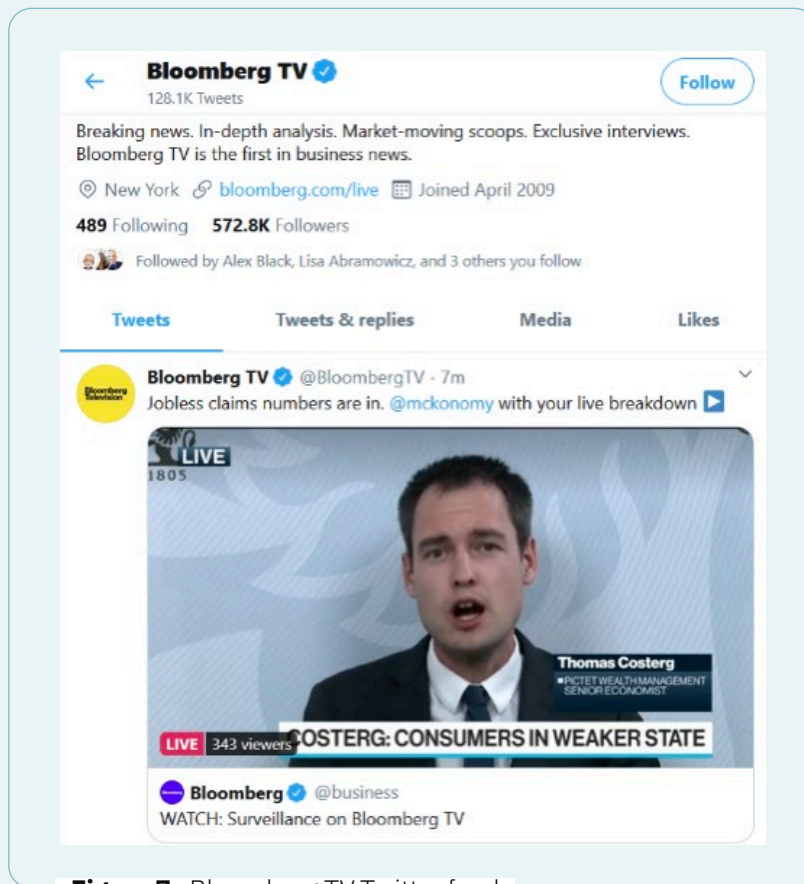 Bloomberg TV
128.1K Tweets
Follow
Breaking news. In-depth analysis. Market-moving scoops. Exclusive interviews.
Bloomberg TV is the first in business news.
New York bloomberg.com/live Joined April 2009
489 Following 572.8K Followers
Followed by Alex Black, Lisa Abramowicz, and 3 others you follow
Tweets Tweets & replies Media Likes
Bloomberg Television
Bloomberg TV @BloombergTV · 7m
Jobless claims numbers are in. @mckonomy with your live breakdown
LIVE
1805
Thomas Costerg
PICTET WEALTH MANAGEMENT
SENIOR ECONOMIST
LIVE 343 viewers
COSTERG: CONSUMERS IN WEAKER STATE
Bloomberg @business
WATCH: Surveillance on Bloomberg TV